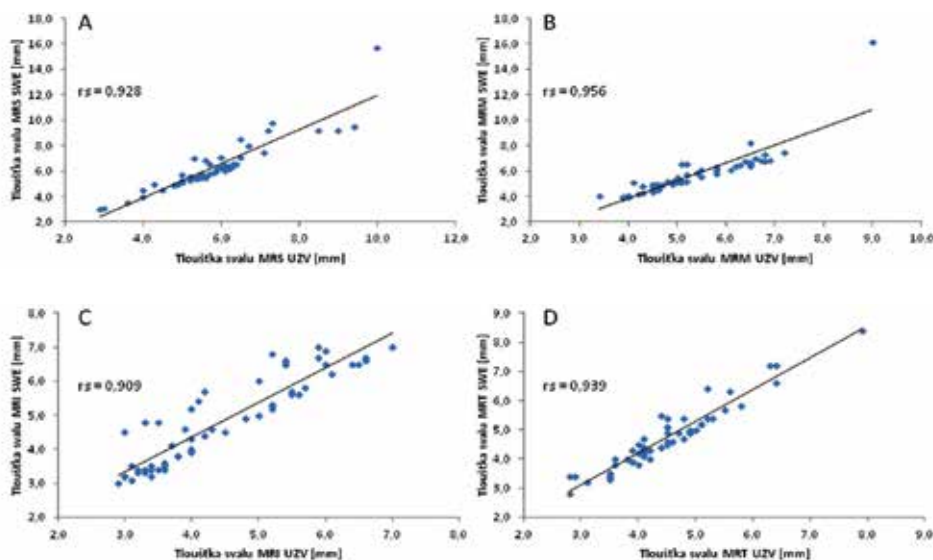 A
Tloušťka svalu MRS SWE [mm]
18,0
16,0
14,0
12,0
10,0
8,0
6,0
4,0
2,0
rs=0,928
2,0 4,0 6,0 8,0 10,0 12,0
Tloušťka svalu MRS UZV [mm]
B
Tloušťka svalu MRM SWE [mm]
18,0
16,0
14,0
12,0
10,0
8,0
6,0
4,0
2,0
rs=0,956
2,0 3,0 4,0 5,0 6,0 7,0 8,0 9,0 10,0
Tloušťka svalu MRM UZV [mm]
C
Tloušťka svalu MRI SWE [mm]
8,0
7,0
6,0
5,0
4,0
3,0
2,0
rs=0,909
2,0 3,0 4,0 5,0 6,0 7,0 8,0
Tloušťka svalu MRI UZV [mm]
D
Tloušťka svalu MRT SWE [mm]
9,0
8,0
7,0
6,0
5,0
4,0
3,0
2,0
rs=0,939
2,0 3,0 4,0 5,0 6,0 7,0 8,0 9,0
Tloušťka svalu MRT UZV [mm]